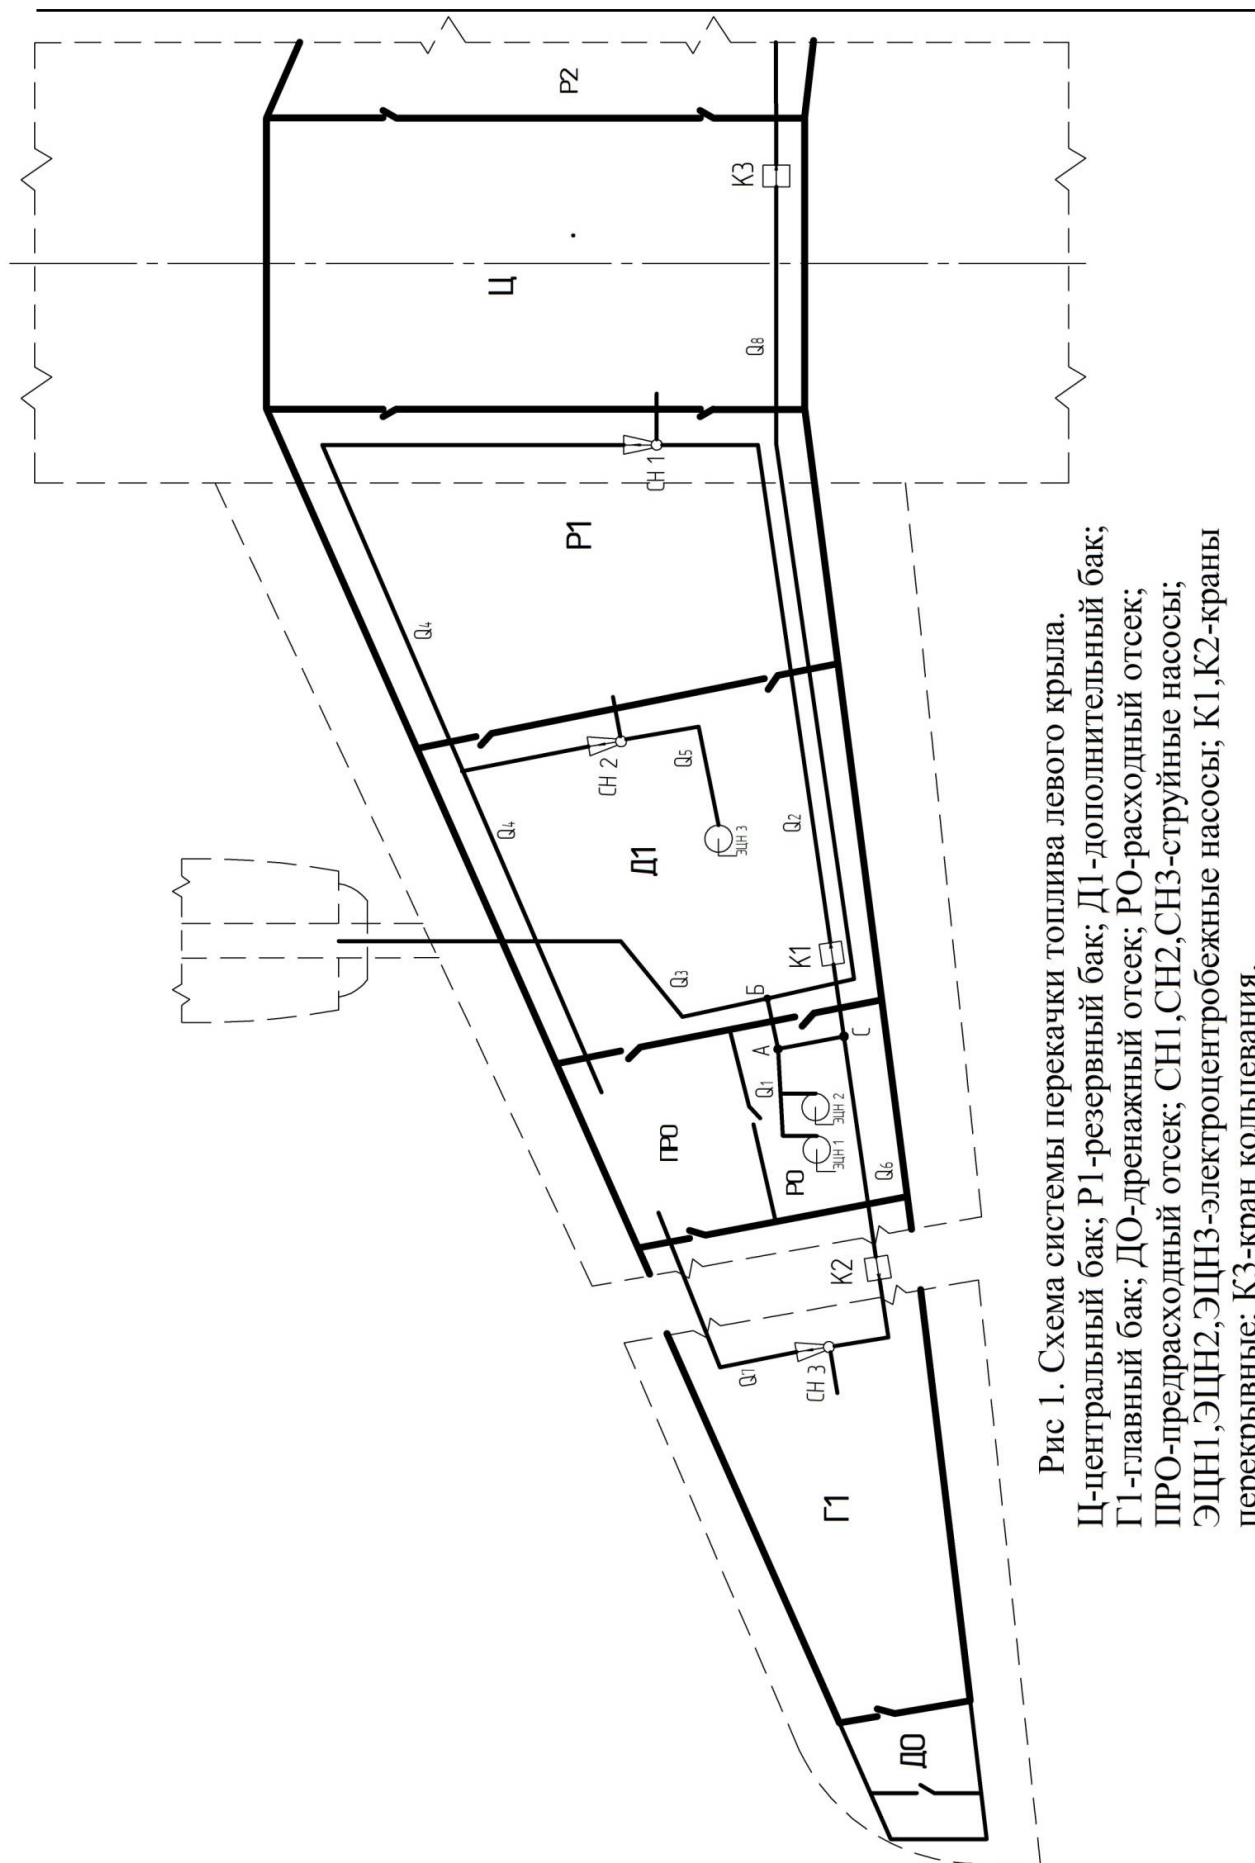 Р2
К3
Ц
Q8
СН 1
Р1
Q4
СН 2
Q5
Q4
ЭЦН 3
Q2
Д1
К1
Q3
Б
А
С
Q1
ЭЦН 2
ЭЦН 1
ПРО
РО
Q6
К2
Q7
СН 3
Г1
ДО
Рис 1. Схема системы перекачки топлива левого крыла.
Ц-центральный бак; Р1-резервный бак; Д1-дополнительный бак;
Г1-главный бак; ДО-дренажный отсек; РО-расходный отсек;
ПРО-предрасходный отсек; СН1,СН2,СН3-струйные насосы;
ЭЦН1,ЭЦН2,ЭЦН3-электроцентробежные насосы; К1,К2-краны
перекрывные; К3-кран кольцевания.